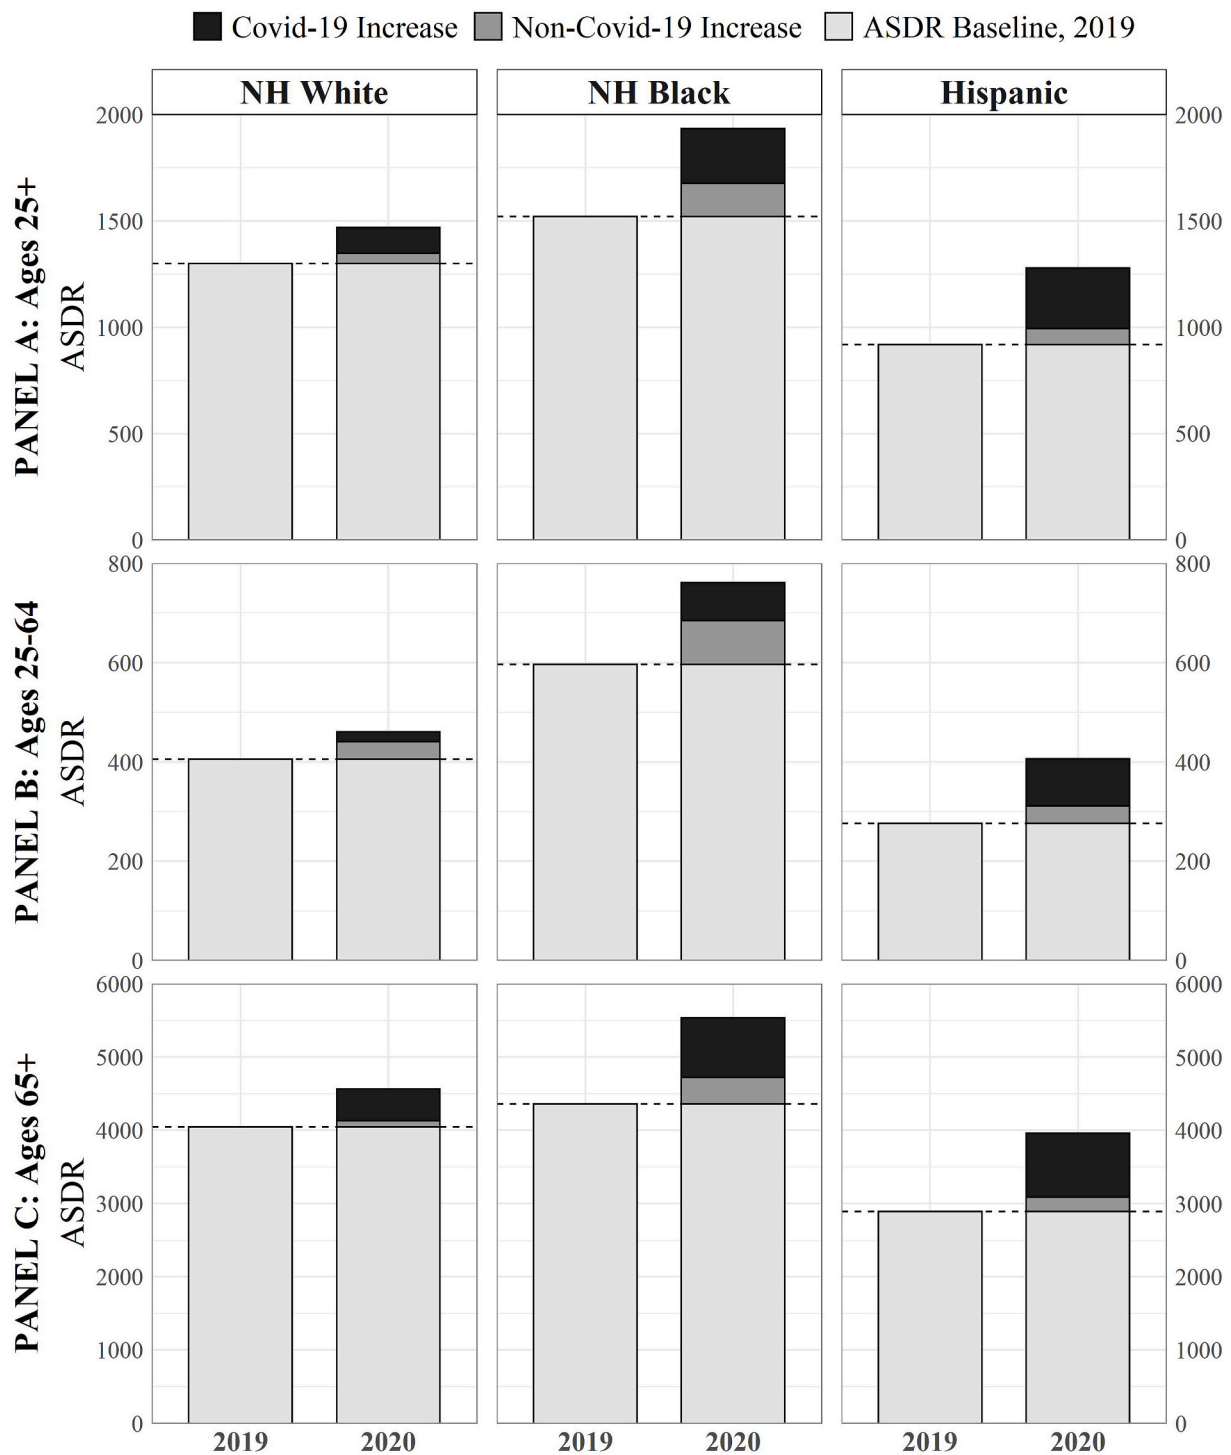 Covid-19 Increase Non-Covid-19 Increase ASDR Baseline, 2019
NH White NH Black Hispanic
PANEL A: Ages 25+
ASDR
2000 2000
1500 1500
1000 1000
500 500
0 0
PANEL B: Ages 25-64
ASDR
800 800
600 600
400 400
200 200
0 0
PANEL C: Ages 65+
ASDR
6000 6000
5000 5000
4000 4000
3000 3000
2000 2000
1000 1000
0 0
2019 2020 2019 2020 2019 2020